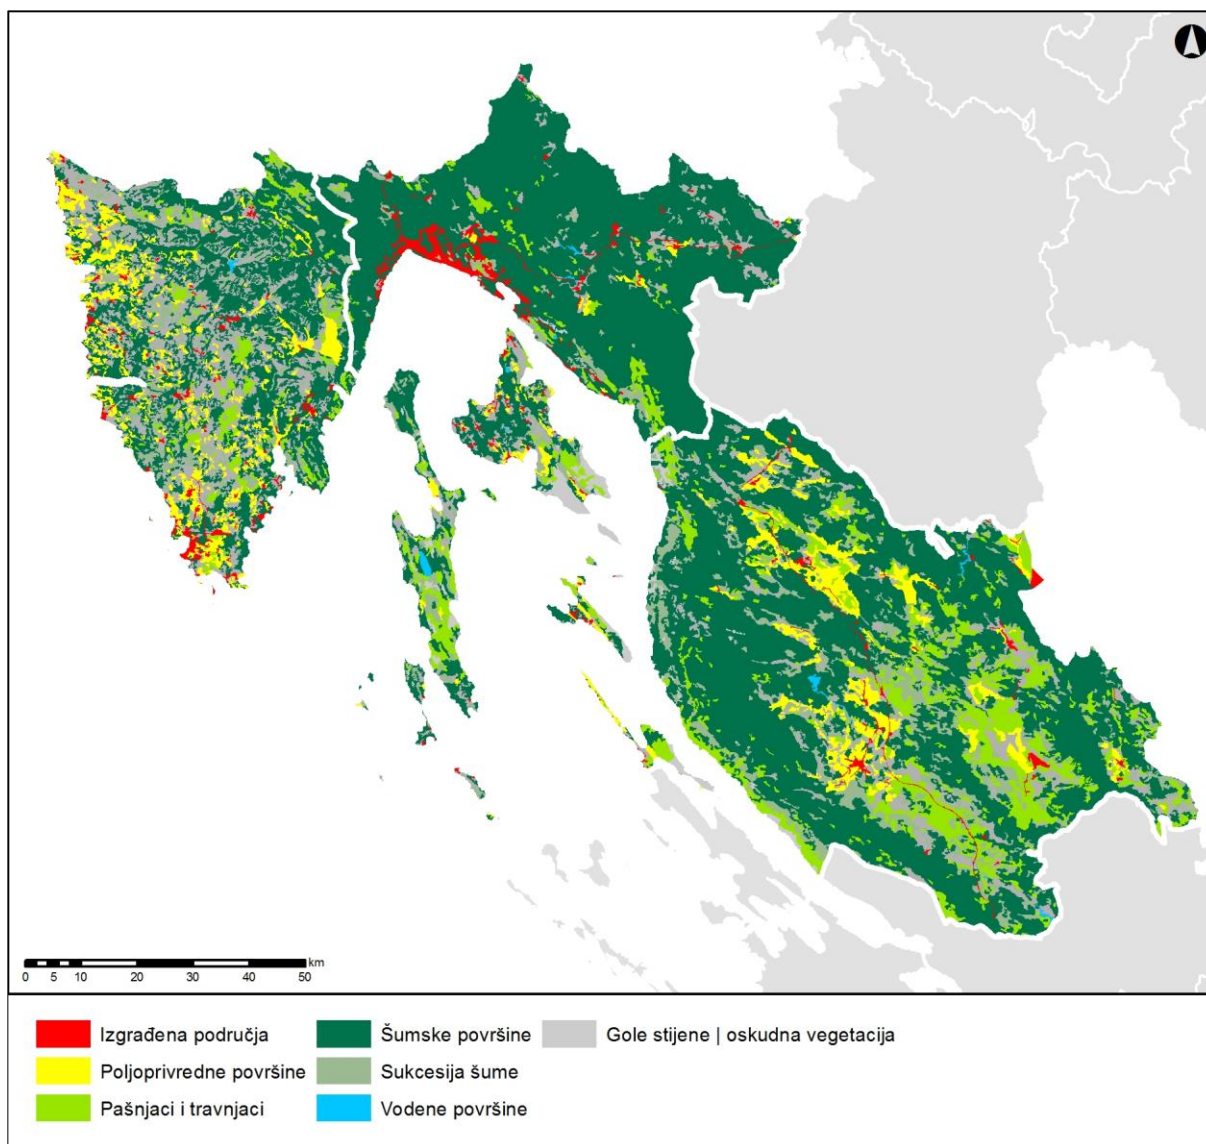 km
0 5 10 20 30 40 50
Izgrađena područja
Šumske površine
Gole stijene | oskudna vegetacija
Poljoprivredne površine
Sukcesija šume
Pašnjaci i travnjaci
Vodene površine